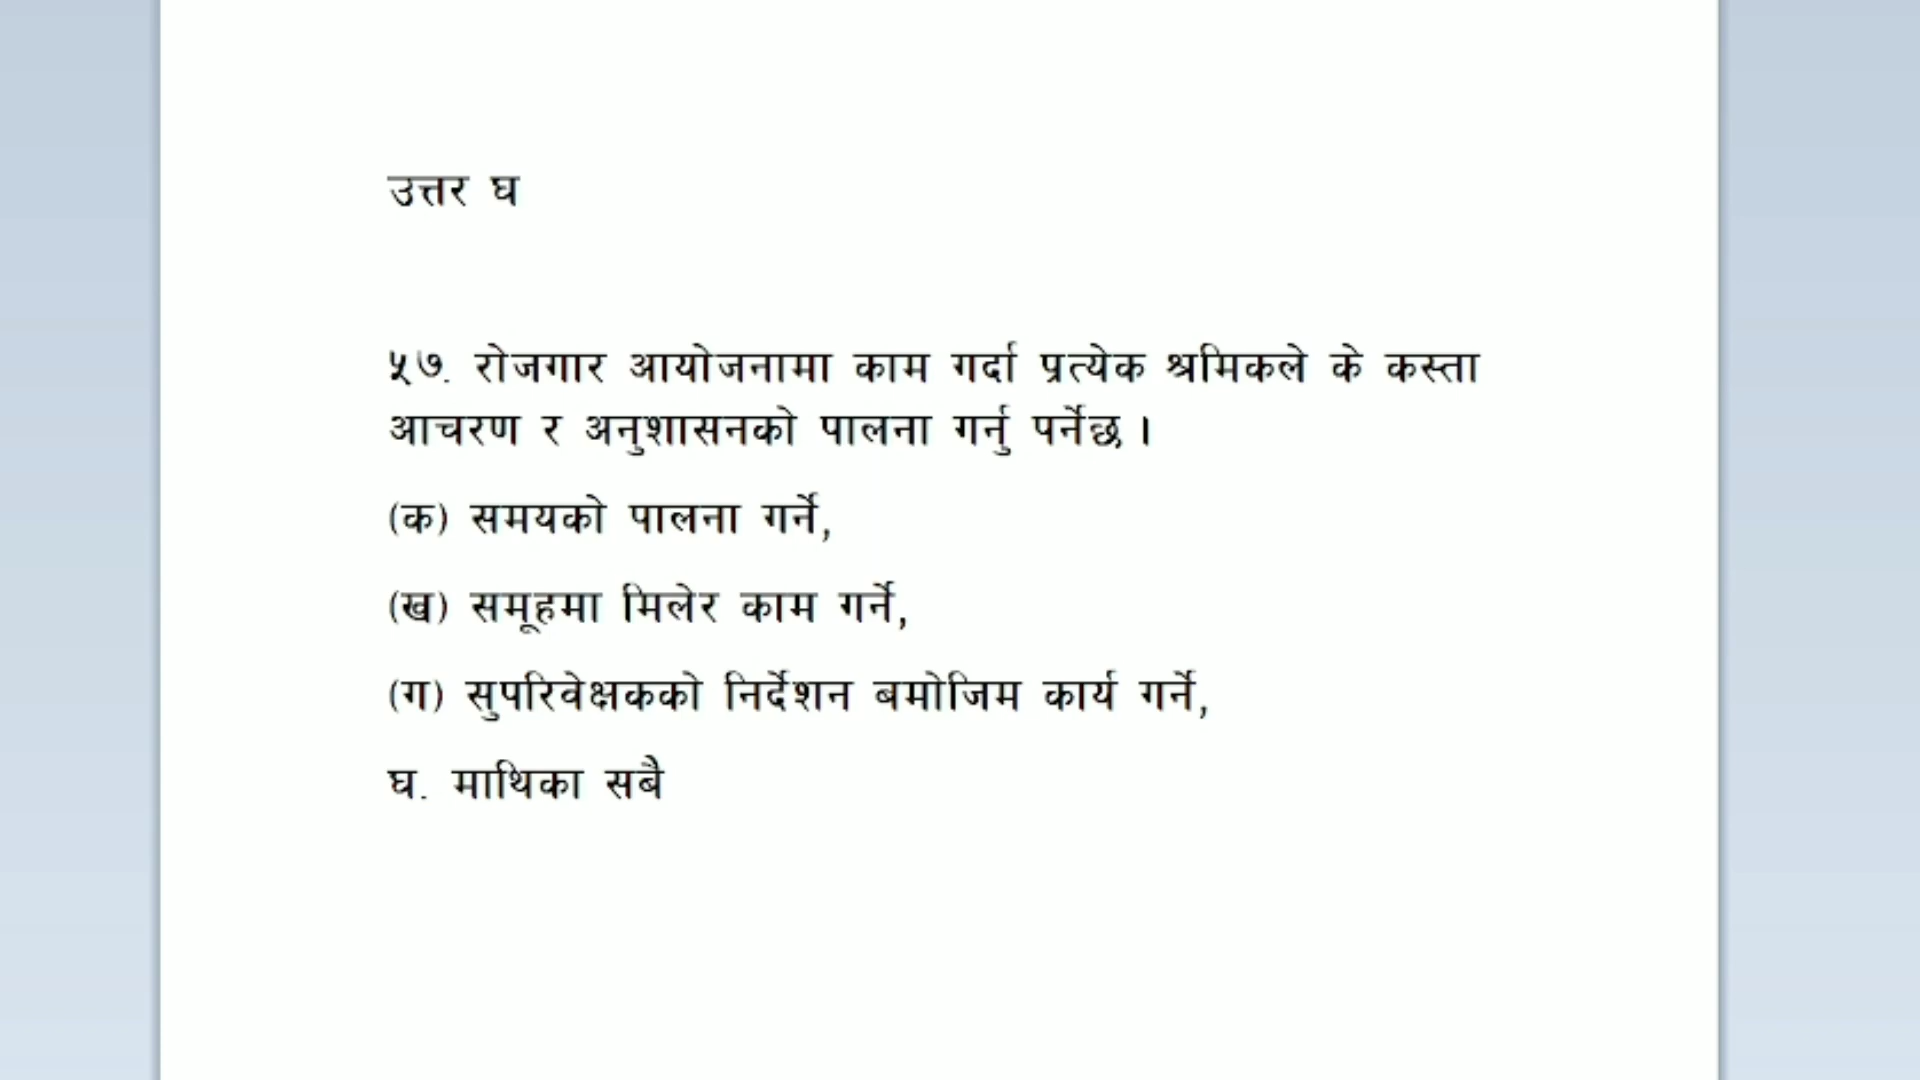 उत्तर घ
५७. रोजगार आयोजनामा काम गर्दा प्रत्येक श्रमिकले के कस्ता
आचरण र अनुशासनको पालना गर्नु पर्नेछ ।
(क) समयको पालना गर्ने,
(ख) समूहमा मिलेर काम गर्ने,
(ग) सुपरिवेक्षकको निर्देशन बमोजिम कार्य गर्ने,
घ. माथिका सबै